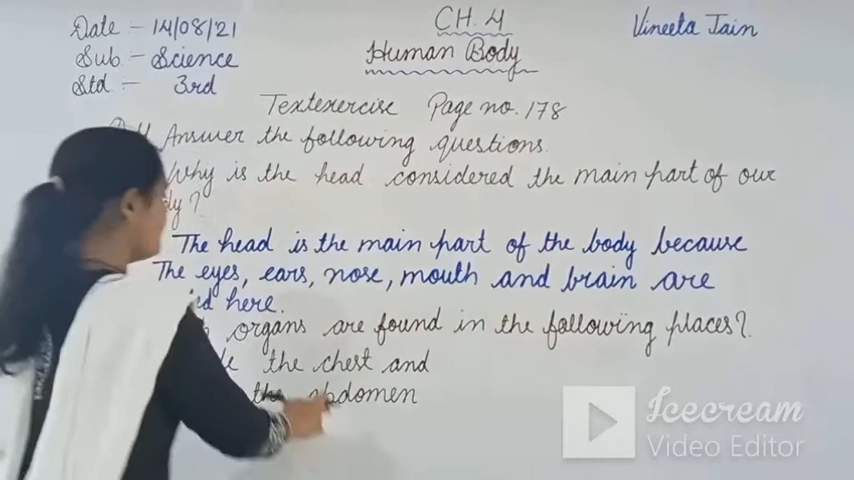 Date :- 14/08/21
Sub :- Science
Std :- 3rd
CH. 4
Human Body
Vineeta Jain
Textexercise Page no. 178
Answer the following questions.
Why is the head considered the main part of our
dy?
The head is the main part of the body because
The eyes, ears, nose, mouth and brain are
here.
organs are found in the following places?
the chest and
the abdomen
Icecream
Video Editor